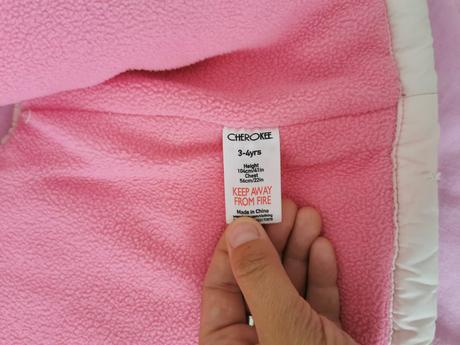 CHEROKEE
3-4yrs
Height
104cm/41in
Chest
56cm/22in
KEEP AWAY
FROM FIRE
Made in China